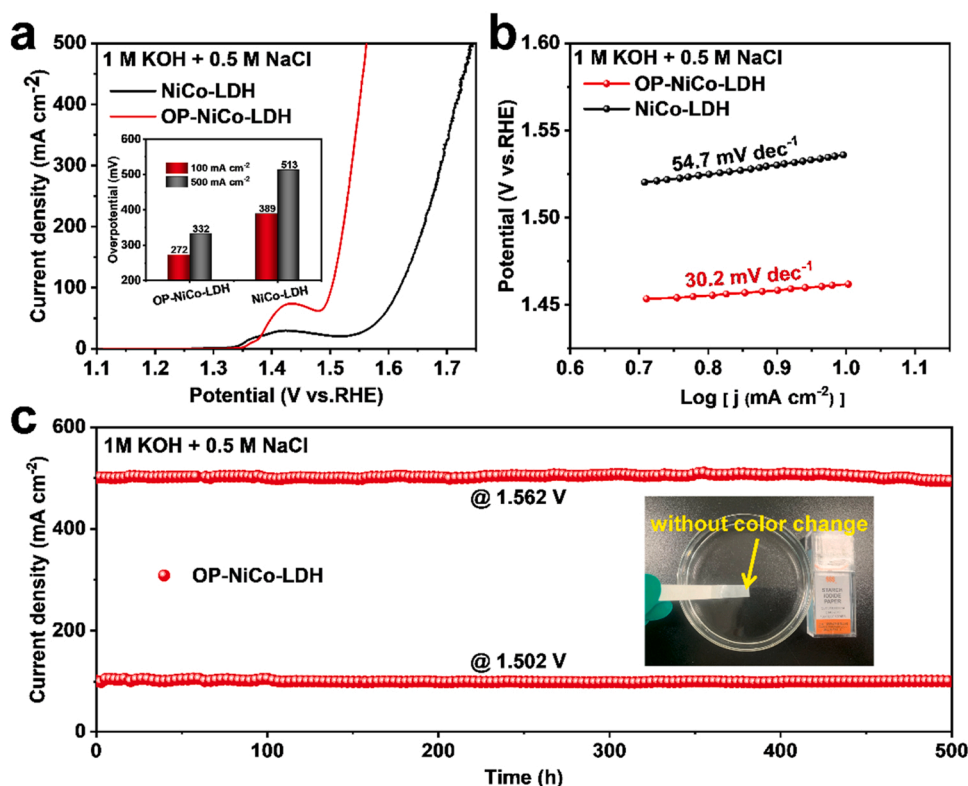 a
1 M KOH + 0.5 M NaCl
NiCo-LDH
OP-NiCo-LDH
Current density (mA cm-2)
500
400
300
200
100
0
1.1 1.2 1.3 1.4 1.5 1.6 1.7
Potential (V vs.RHE)
Overpotential (mV)
600
500
400
300
200
100 mA cm-2
500 mA cm-2
272
332
389
513
OP-NiCo-LDH
NiCo-LDH
b
1 M KOH + 0.5 M NaCl
OP-NiCo-LDH
NiCo-LDH
Potential (V vs.RHE)
1.60
1.55
1.50
1.45
54.7 mV dec-1
30.2 mV dec-1
0.6 0.7 0.8 0.9 1.0 1.1
Log [ j (mA cm-2) ]
c
1M KOH + 0.5 M NaCl
Current density (mA cm-2)
600
400
200
0
@ 1.562 V
OP-NiCo-LDH
@ 1.502 V
without color change
STARCH
IODIDE
PAPER
0 100 200 300 400 500
Time (h)